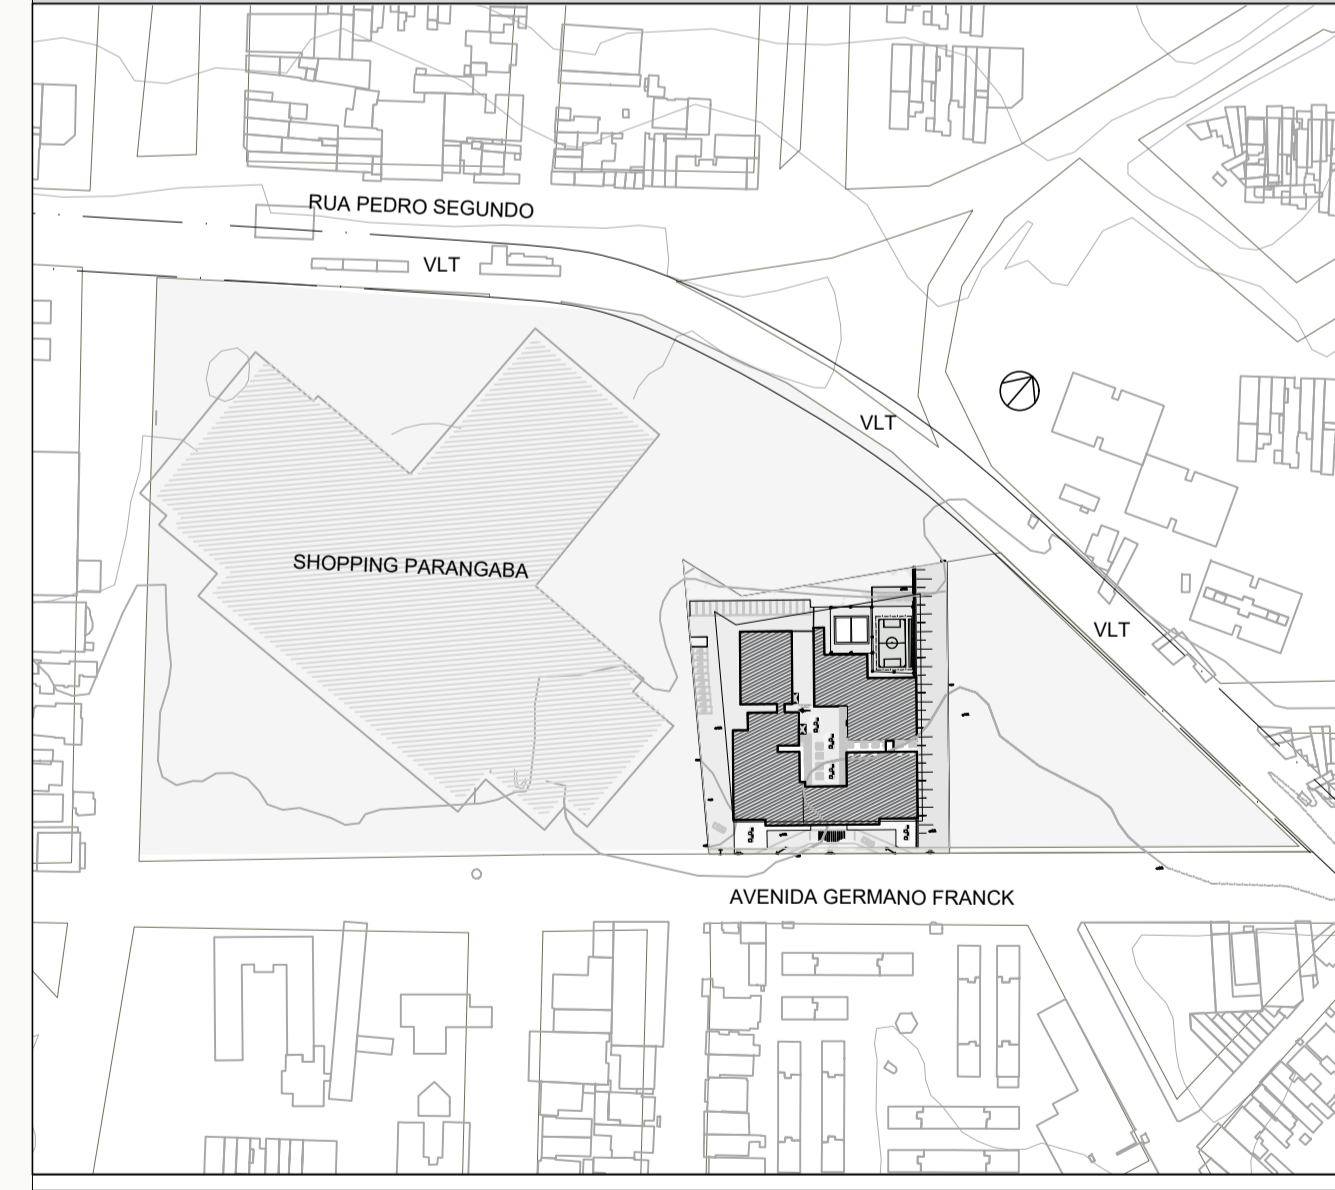 RUA PEDRO SEGUNDO
VLT
VLT
SHOPPING PARANGABA
VLT
AVENIDA GERMANO FRANCK